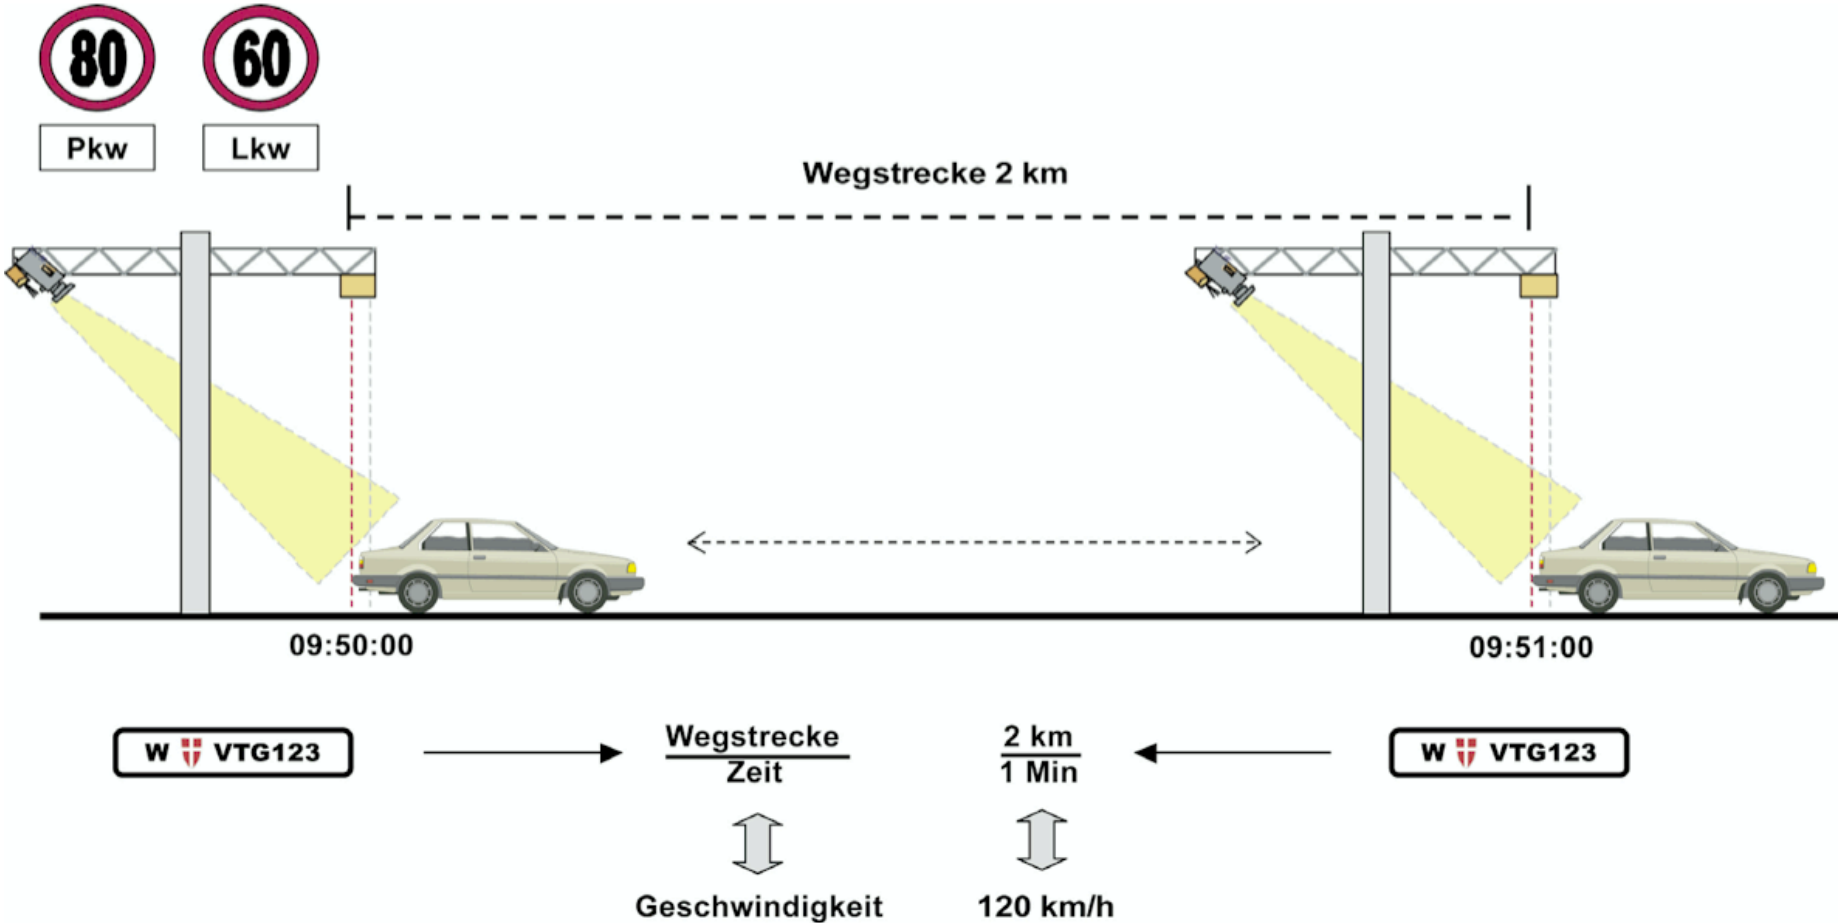 80 60
Pkw Lkw
Wegstrecke 2 km
09:50:00 09:51:00
W VTG123
Wegstrecke
Zeit
2 km
1 Min
W VTG123
Geschwindigkeit 120 km/h